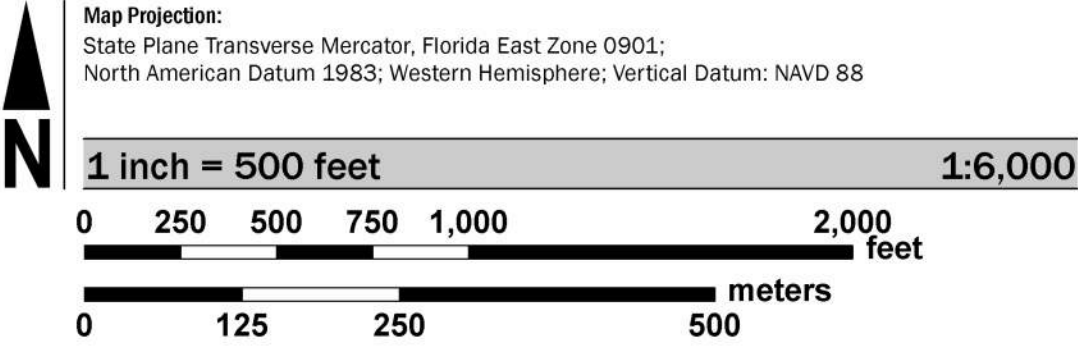 Map Projection:
State Plane Transverse Mercator, Florida East Zone 0901;
North American Datum 1983; Western Hemisphere; Vertical Datum: NAVD 88
N
1 inch = 500 feet 1:6,000
0 250 500 750 1,000 2,000
feet
meters
0 125 250 500